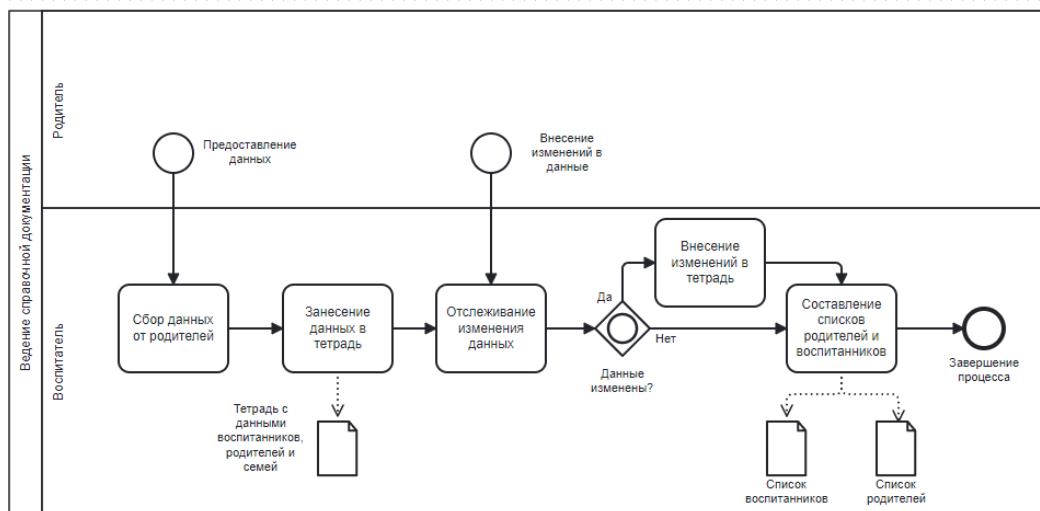 Ведение справочной документации
Родитель
Предоставление
данных
Внесение
изменений в
данные
Воспитатель
Сбор данных
от родителей
Занесение
данных в
тетрадь
Отслеживание
изменения
данных
Да
Нет
Данные
изменены?
Внесение
изменений в
тетрадь
Составление
списков
родителей и
воспитанников
Завершение
процесса
Тетрадь с
данными
воспитанников,
родителей и
семей
Список
воспитанников
Список
родителей